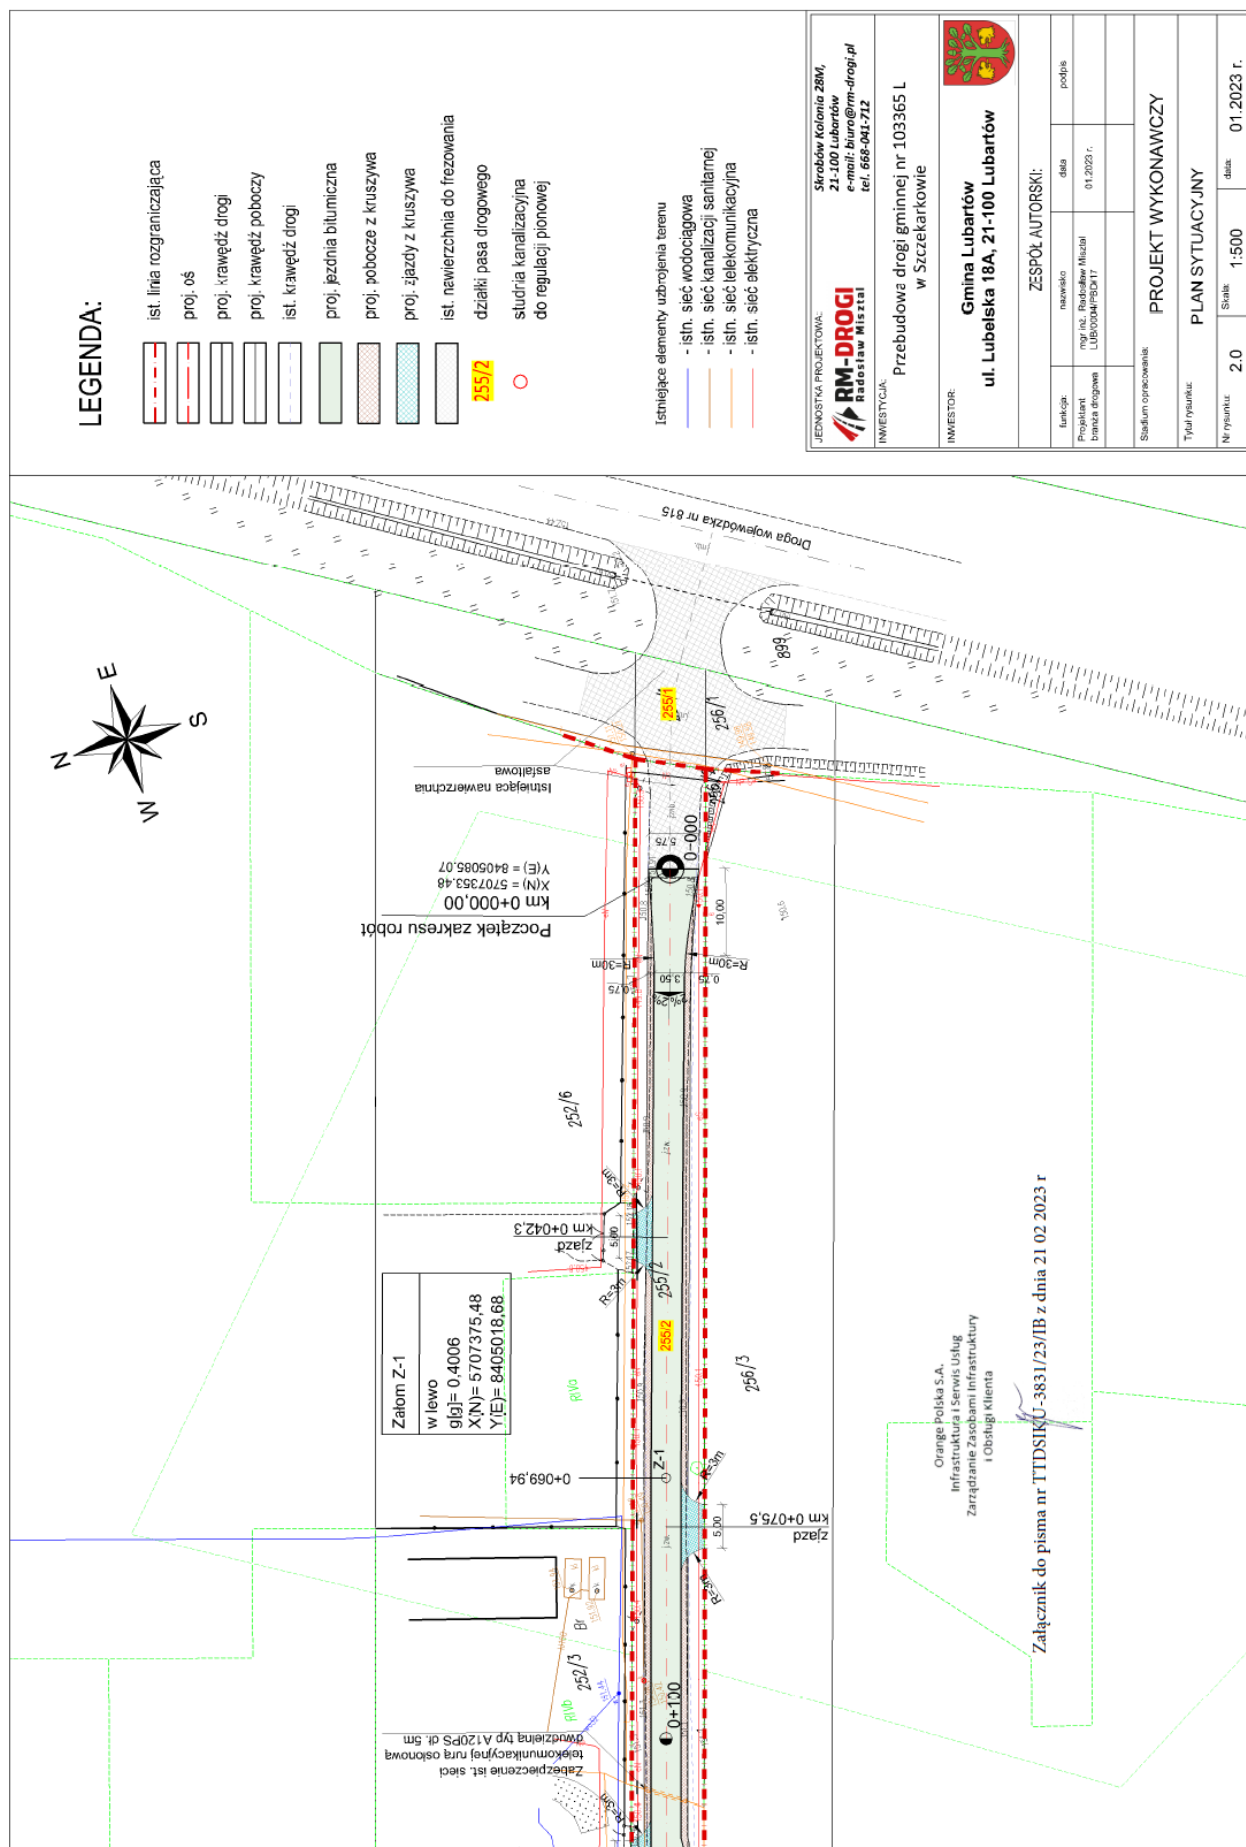 LEGENDA:
ist. linia rozgraniczająca
proj. oś
proj. krawędź drogi
proj. krawędź poboczy
ist. krawędź drogi
proj. jezdnia bitumiczna
proj. pobocze z kruszywa
proj. zjazdy z kruszywa
ist. nawierzchnia do frezowania
255/2
działki pasa drogowego
studnia kanalizacyjna
do regulacji pionowej
Istniejące elementy uzbrojenia terenu
- istn. sieć wodociągowa
- istn. sieć kanalizacji sanitarnej
- istn. sieć telekomunikacyjna
- istn. sieć elektryczna
JEDNOSTKA PROJEKTOWA:
RM-DROGI
Radosław Misztal
Skrobów Kolonia 28M,
21-100 Lubartów
e-mail: biuro@rm-drogi.pl
tel. 668-041-712
INWESTYCJA:
Przebudowa drogi gminnej nr 103365 L
w Szczekarkowie
INWESTOR:
Gmina Lubartów
ul. Lubelska 18A, 21-100 Lubartów
ZESPÓŁ AUTORSKI:
funkcja: nazwisko data podpis
Projektant
branża drogowa
mgr inż. Radosław Misztal
LUB/0004/PBD/17
01.2023 r.
Stadium opracowania:
PROJEKT WYKONAWCZY
Tytuł rysunku:
PLAN SYTUACYJNY
Nr rysunku: 2.0 Skala: 1:500 data: 01.2023 r.
Droga wojewódzka nr 815
899
N
E
S
W
255/1
256/1
Istniejąca nawierzchnia
asfaltowa
5.75
0-000
Początek zakresu robót
km 0+000,00
X(N) = 5707353.48
Y(E) = 8405085.07
10,00
R=30m
R=30m
0,75
3.50
0.75
252/6
R=3m
zjazd
km 0+042,3
5,00
R=3m
255/2
255/2
256/3
Załom Z-1
w lewo
g[g]= 0,4006
X(N)= 5707375,48
Y(E)= 8405018,68
RIVa
0+069,94
Z-1
R=3m
zjazd
km 0+075,5
5,00
R=3m
Br
252/3
RIVb
0+100
Zabezpieczenie ist. sieci
telekomunikacyjnej rurą osłonową
dwudzielną typ A120PS dł. 5m
R=3m
Orange Polska S.A.
Infrastruktura i Serwis Usług
Zarządzanie Zasobami Infrastruktury
i Obsługi Klienta
Załącznik do pisma nr TTDSIKU-3831/23/IB z dnia 21 02 2023 r